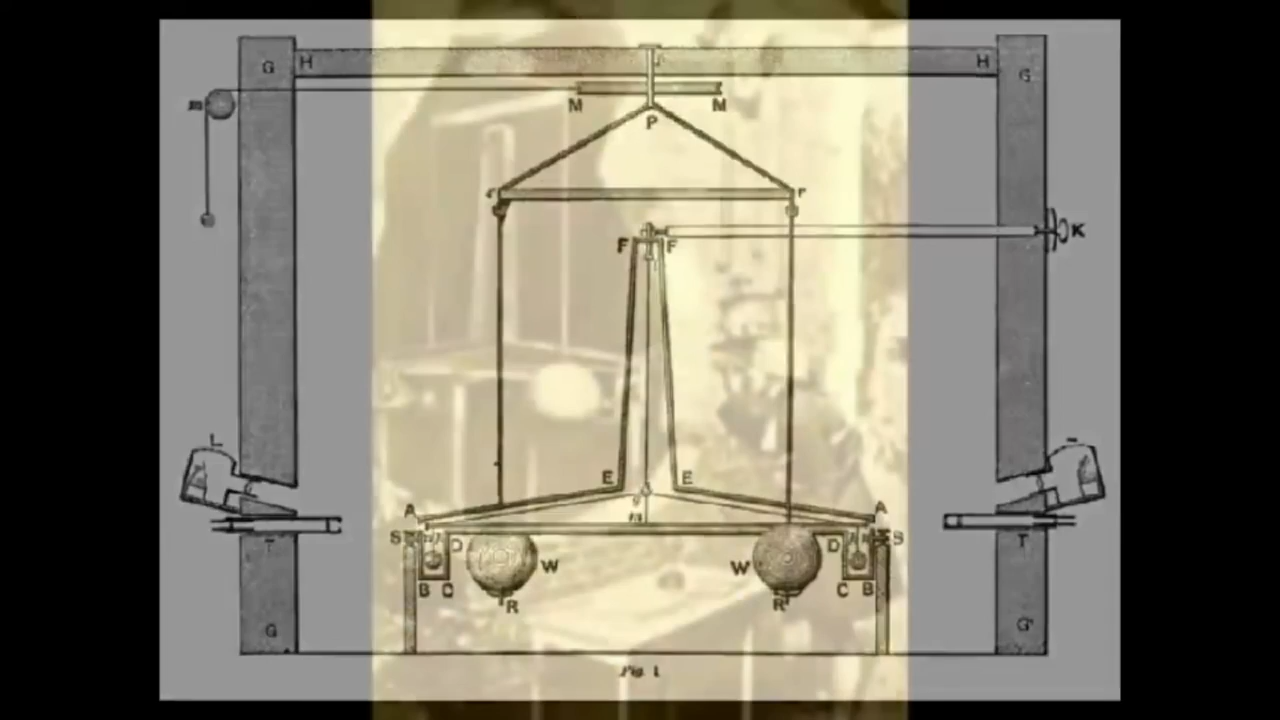 G H H G
m M M
P
r r
F F K
L
E E
A A
S D D S
T T
W W
B C C B
R R
G G'
Fig. 1